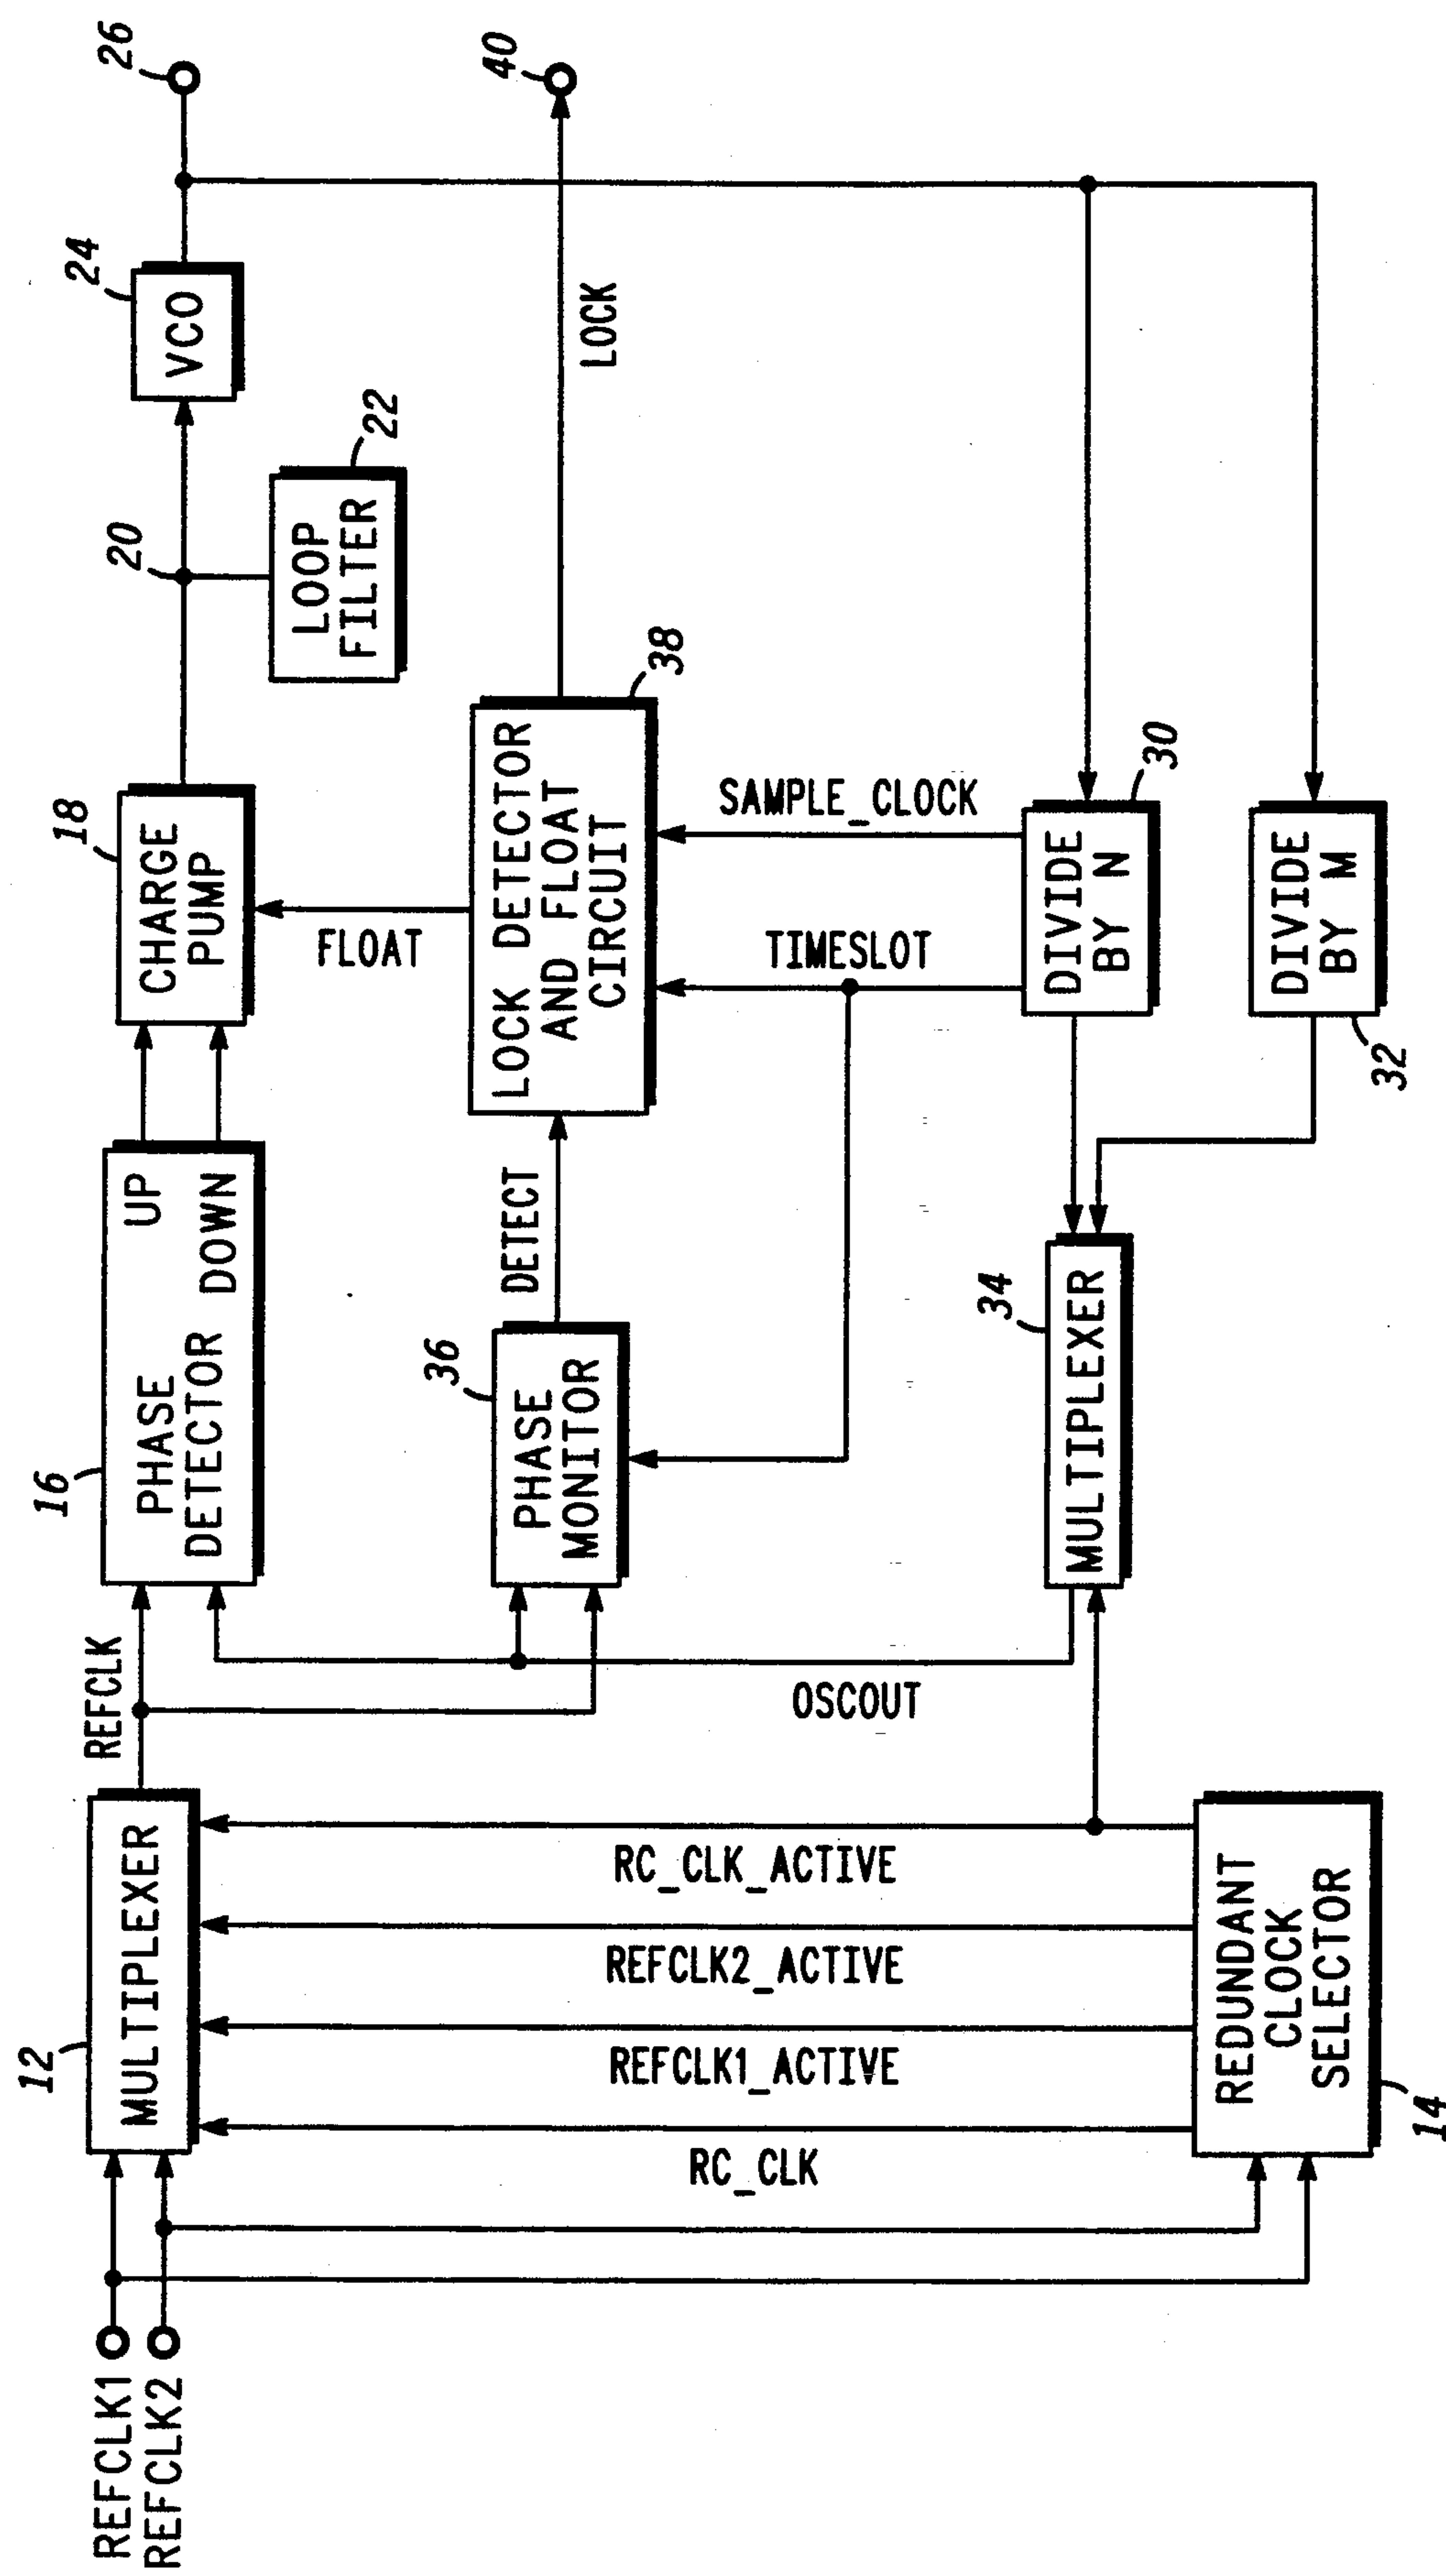 REFCLK1
REFCLK2
12
MULTIPLEXER
REFCLK
16
PHASE
DETECTOR
UP
DOWN
18
CHARGE
PUMP
20
LOOP
FILTER
22
24
VCO
26
RC_CLK
REFCLK1_ACTIVE
REFCLK2_ACTIVE
RC_CLK_ACTIVE
OSCOUT
36
PHASE
MONITOR
DETECT
FLOAT
LOCK DETECTOR
AND FLOAT
CIRCUIT
38
LOCK
40
TIMESLOT
SAMPLE_CLOCK
REDUNDANT
CLOCK
SELECTOR
14
34
MULTIPLEXER
DIVIDE
BY N
30
DIVIDE
BY M
32